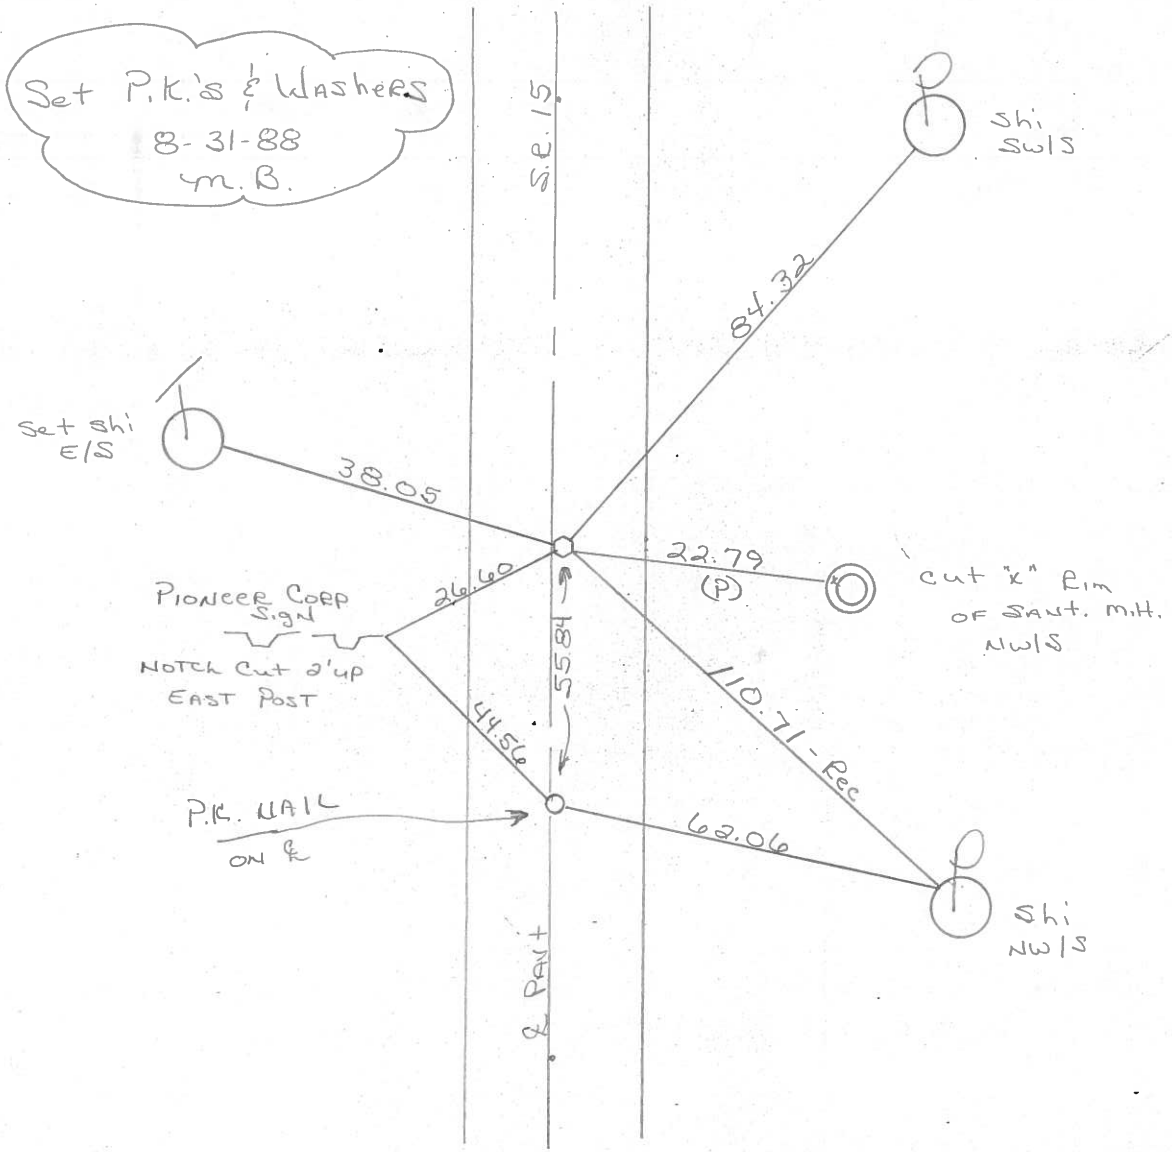 Set P.K.'s & Washers
8-31-88
M.B.
S.R. 15
Shi
SW/S
84.32
Set Shi
E/S
38.05
22.79
(P)
Cut "x" Rim
OF SANT. M.H.
NW/S
26.60
PIONEER CORP
SIGN
NOTCH CUT 2' UP
EAST POST
55.84
110.71 - Rec
44.56
P.K. NAIL
ON ℄
62.06
Shi
NW/S
℄ PAVT